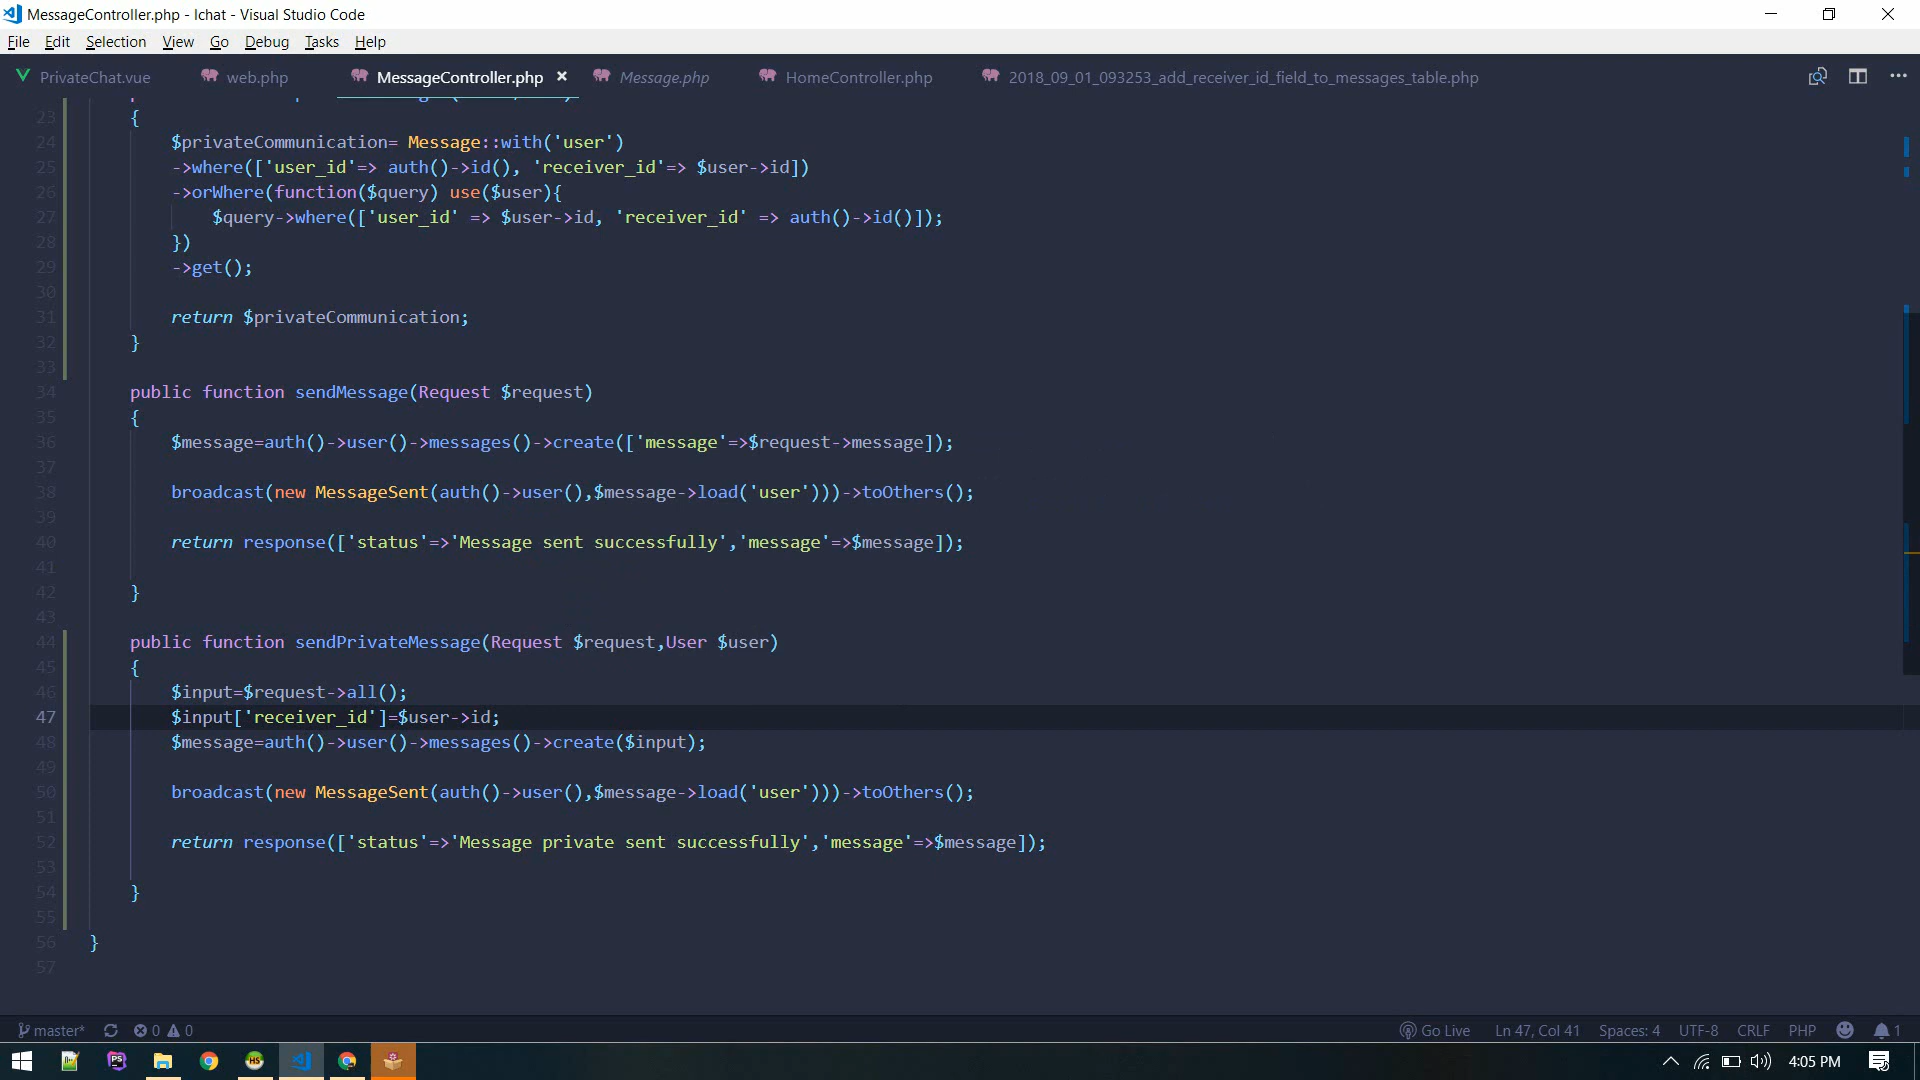 MessageController.php - lchat - Visual Studio Code
File Edit Selection View Go Debug Tasks Help
PrivateChat.vue web.php MessageController.php Message.php HomeController.php 2018_09_01_093253_add_receiver_id_field_to_messages_table.php
23 {
24 $privateCommunication= Message::with('user')
25 ->where(['user_id'=> auth()->id(), 'receiver_id'=> $user->id])
26 ->orWhere(function($query) use($user){
27 $query->where(['user_id' => $user->id, 'receiver_id' => auth()->id()]);
28 })
29 ->get();
30
31 return $privateCommunication;
32 }
33
34 public function sendMessage(Request $request)
35 {
36 $message=auth()->user()->messages()->create(['message'=>$request->message]);
37
38 broadcast(new MessageSent(auth()->user(),$message->load('user')))->toOthers();
39
40 return response(['status'=>'Message sent successfully','message'=>$message]);
41
42 }
43
44 public function sendPrivateMessage(Request $request,User $user)
45 {
46 $input=$request->all();
47 $input['receiver_id']=$user->id;
48 $message=auth()->user()->messages()->create($input);
49
50 broadcast(new MessageSent(auth()->user(),$message->load('user')))->toOthers();
51
52 return response(['status'=>'Message private sent successfully','message'=>$message]);
53
54 }
55
56 }
57
master* 0 0 Go Live Ln 47, Col 41 Spaces: 4 UTF-8 CRLF PHP 1
PS HS 4:05 PM